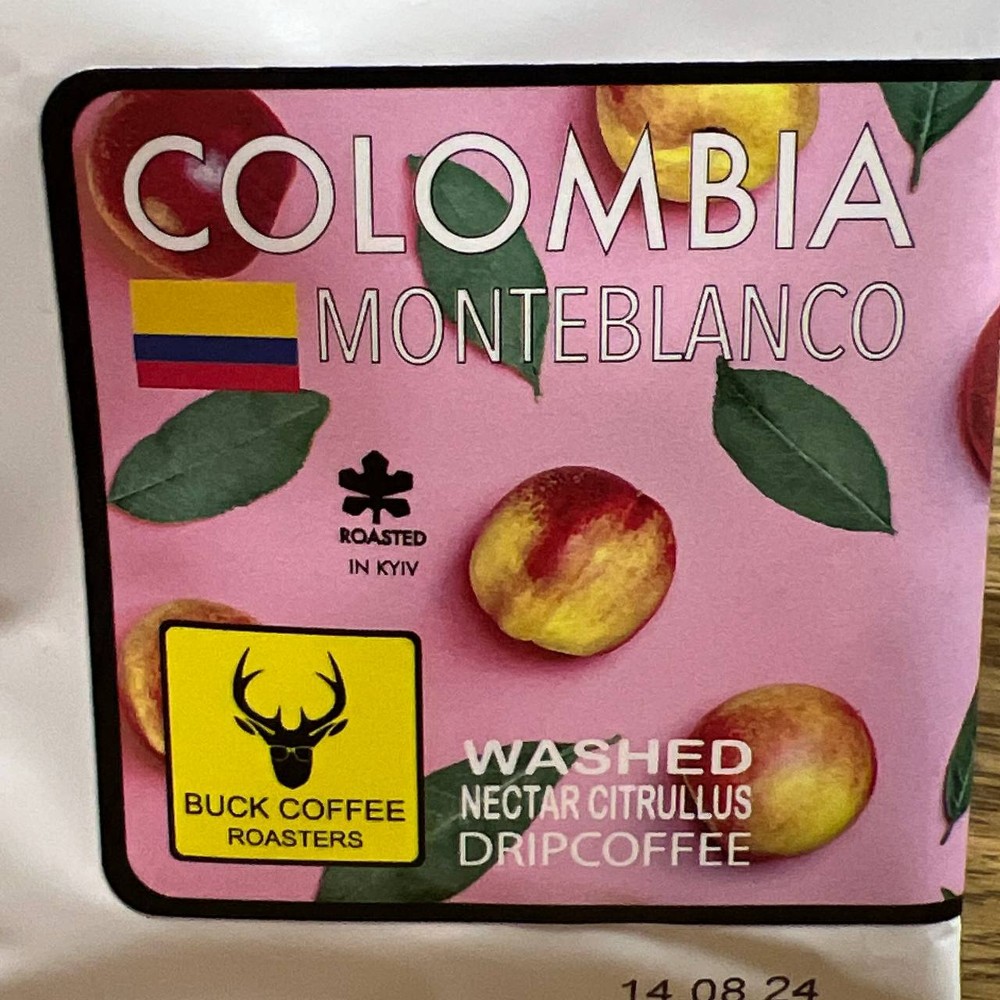 COLOMBIA
MONTEBLANCO
ROASTED
IN KYIV
BUCK COFFEE
ROASTERS
WASHED
NECTAR CITRULLUS
DRIPCOFFEE
14 08 24